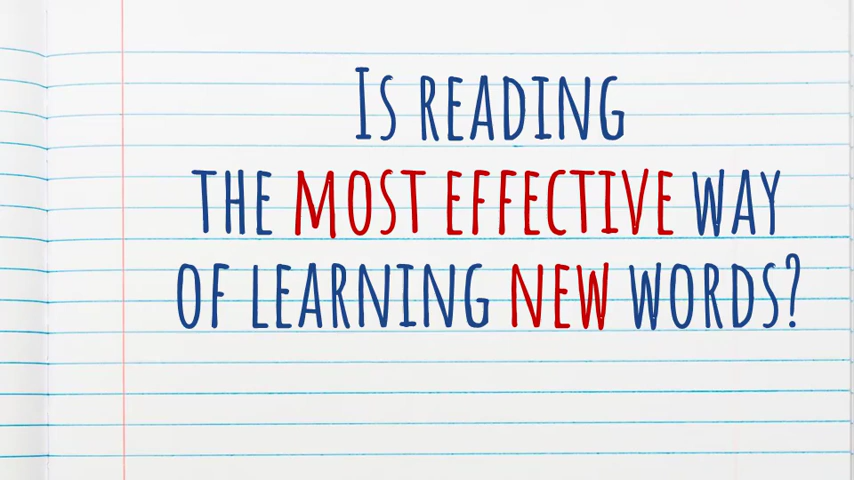 Is reading
the most effective way
of learning new words?